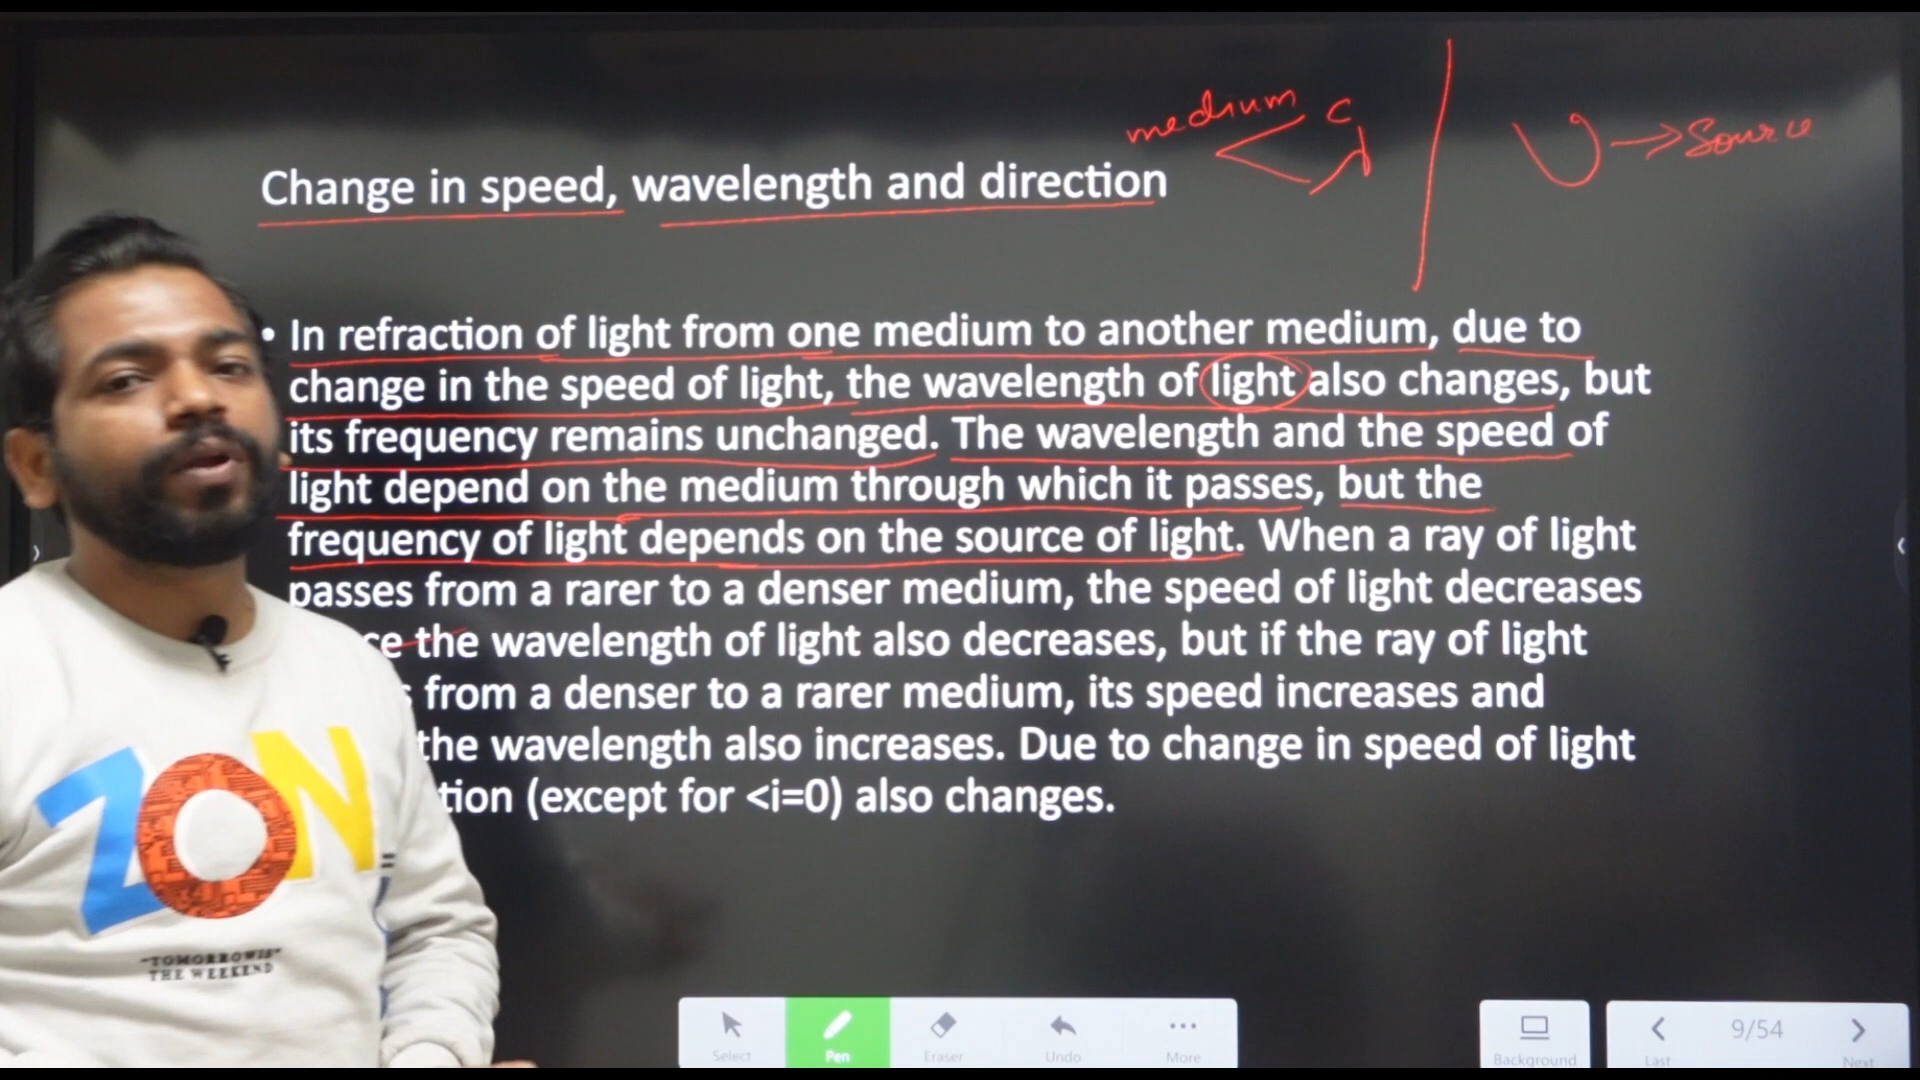 medium c
λ
ν → Source
Change in speed, wavelength and direction
• In refraction of light from one medium to another medium, due to
change in the speed of light, the wavelength of light also changes, but
its frequency remains unchanged. The wavelength and the speed of
light depend on the medium through which it passes, but the
frequency of light depends on the source of light. When a ray of light
passes from a rarer to a denser medium, the speed of light decreases
the wavelength of light also decreases, but if the ray of light
from a denser to a rarer medium, its speed increases and
the wavelength also increases. Due to change in speed of light
(except for <i=0) also changes.
ZON
"TOMORROW IS"
THE WEEKEND
Select Pen Eraser Undo More
Background
Last 9/54 Next